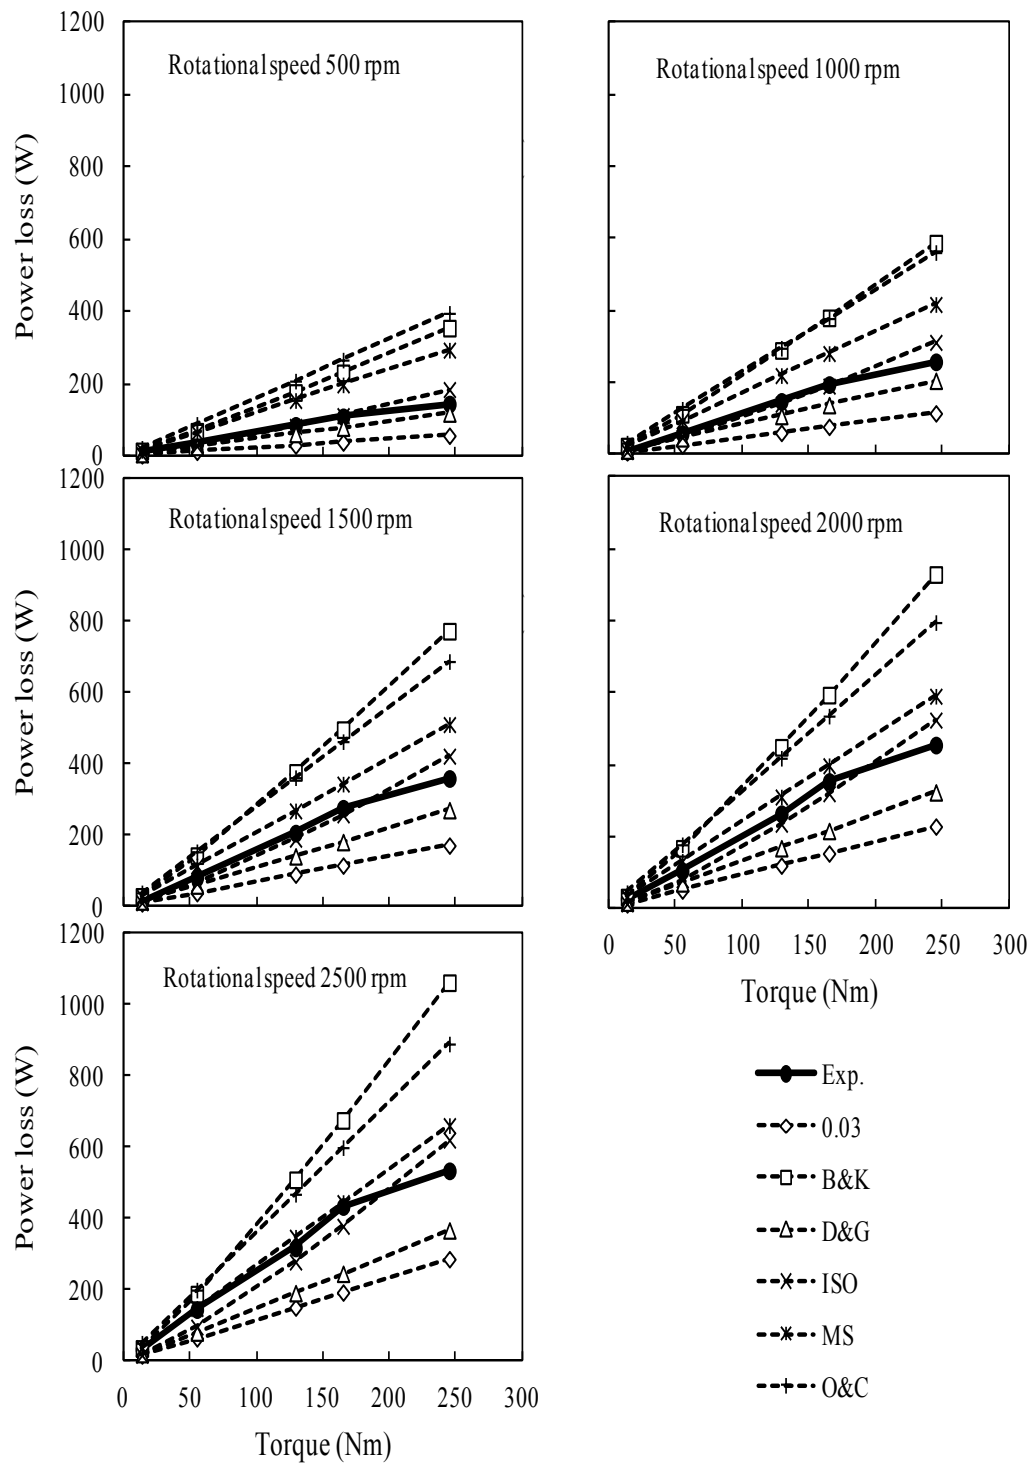 1200
1000
800
600
400
200
0
Power loss (W)
Rotational speed 500 rpm
Rotational speed 1000 rpm
1200
1000
800
600
400
200
0
Power loss (W)
Rotational speed 1500 rpm
Rotational speed 2000 rpm
0 50 100 150 200 250 300
Torque (Nm)
1200
1000
800
600
400
200
0
Power loss (W)
Rotational speed 2500 rpm
0 50 100 150 200 250 300
Torque (Nm)
Exp.
0.03
B&K
D&G
ISO
MS
O&C